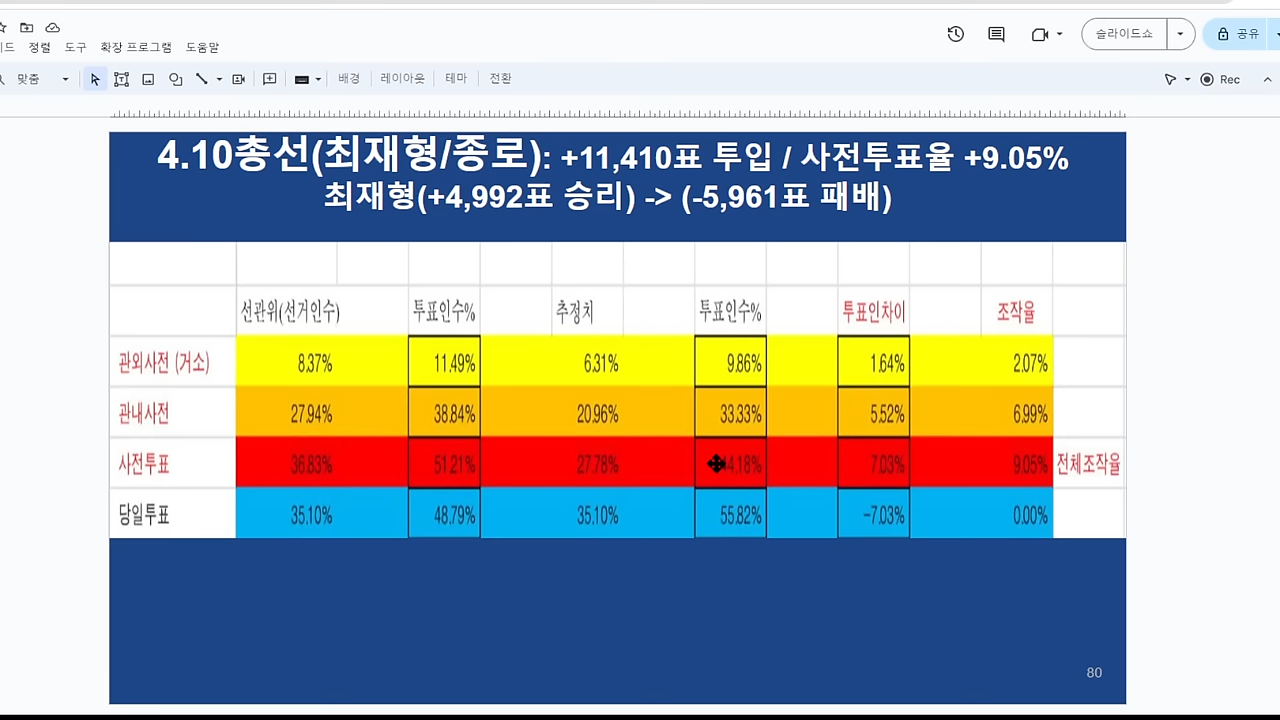 정렬 도구 확장 프로그램 도움말
슬라이드쇼
공유
맞춤
배경 레이아웃 테마 전환
Rec
4.10총선(최재형/종로): +11,410표 투입 / 사전투표율 +9.05%
최재형(+4,992표 승리) -> (-5,961표 패배)
선관위(선거인수) 투표인수% 추정치 투표인수% 투표인차이 조작율
관외사전 (거소) 8.37% 11.49% 6.31% 9.86% 1.64% 2.07%
관내사전 27.94% 38.84% 20.96% 33.33% 5.52% 6.99%
사전투표 36.83% 51.21% 27.78% 7.03% 9.05% 전체조작율
당일투표 35.10% 48.79% 35.10% 55.82% -7.03% 0.00%
80